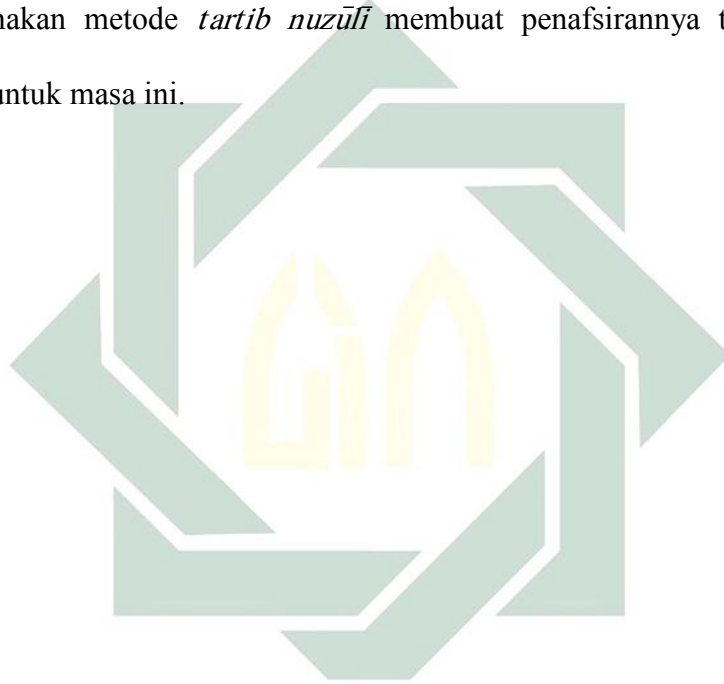 nakan metode tartib nuzūlī membuat penafsirannya t
untuk masa ini.